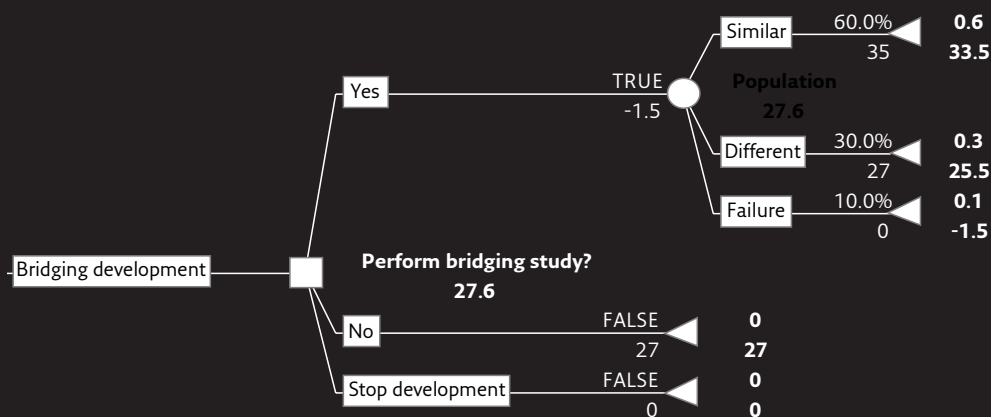 Similar 60.0% 0.6
35 33.5
Yes TRUE Population
-1.5 27.6
Different 30.0% 0.3
27 25.5
Failure 10.0% 0.1
0 -1.5
Bridging development Perform bridging study?
27.6
No FALSE 0
27 27
Stop development FALSE 0
0 0